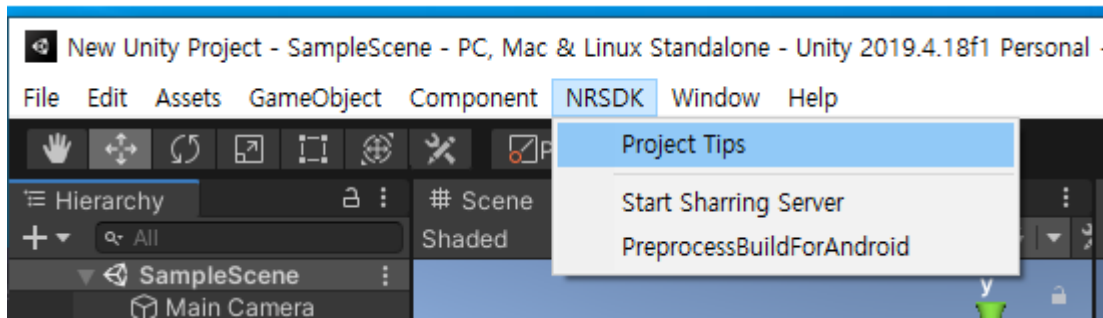 New Unity Project - SampleScene - PC, Mac & Linux Standalone - Unity 2019.4.18f1 Personal -
File Edit Assets GameObject Component NRSDK Window Help
Project Tips
Start Sharring Server
PreprocessBuildForAndroid
P
Hierarchy
# Scene
All
Shaded
SampleScene
Main Camera
y